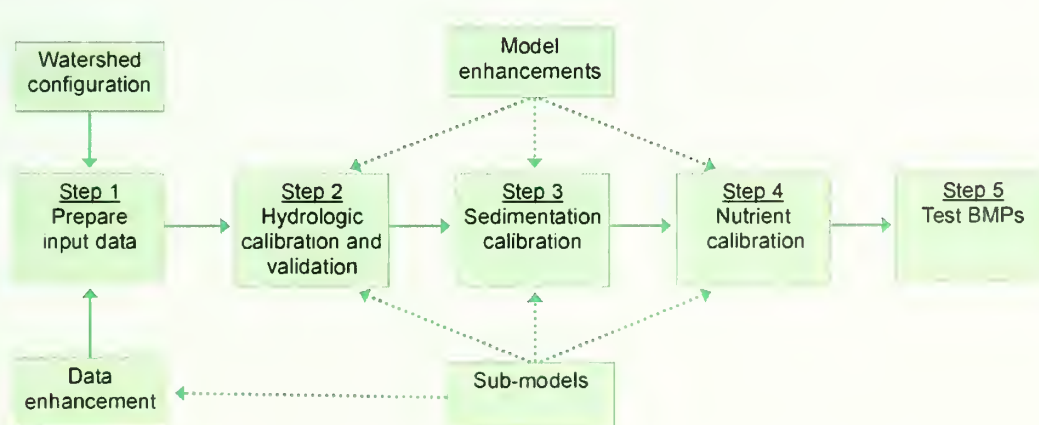 Watershed
configuration
Model
enhancements
Step 1
Prepare
input data
Step 2
Hydrologic
calibration and
validation
Step 3
Sedimentation
calibration
Step 4
Nutrient
calibration
Step 5
Test BMPs
Data
enhancement
Sub-models